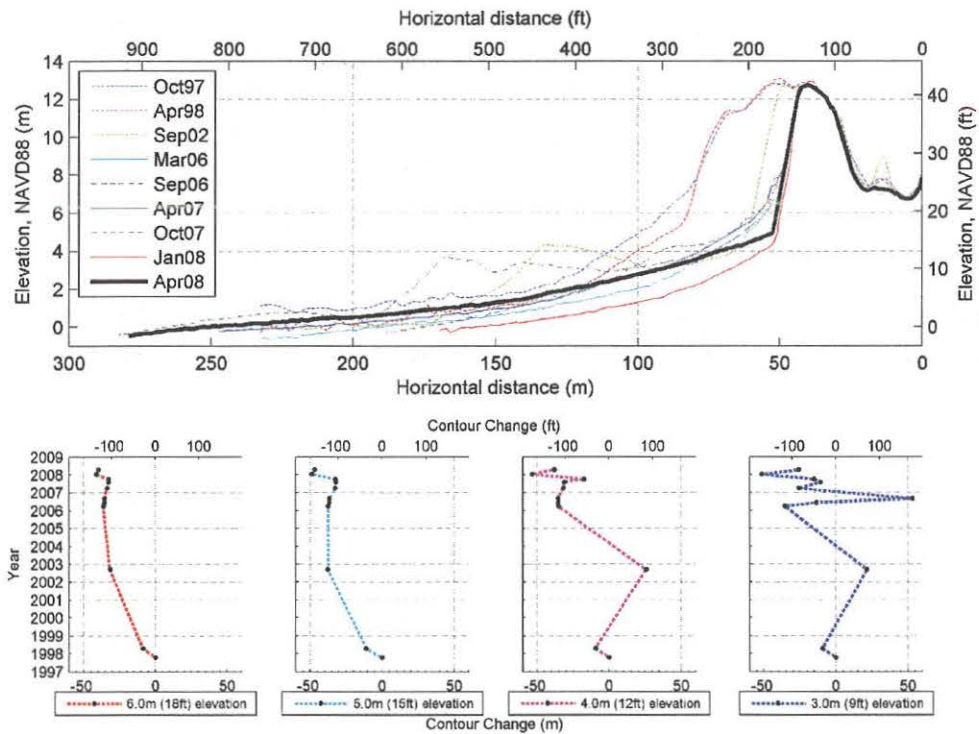 Horizontal distance (ft)
900 800 700 600 500 400 300 200 100 0
14
12
10
8
6
4
2
0
Elevation, NAVD88 (m)
Oct97
Apr98
Sep02
Mar06
Sep06
Apr07
Oct07
Jan08
Apr08
40
30
20
10
0
Elevation, NAVD88 (ft)
300 250 200 150 100 50 0
Horizontal distance (m)
Contour Change (ft)
-100 0 100 -100 0 100 -100 0 100 -100 0 100
2009
2008
2007
2006
2003
2001
2000
1999
1998
1997
Year
-50 0 50 -50 0 50 -50 0 50 -50 0 50
6.0m (18ft) elevation 5.0m (15ft) elevation 4.0m (12ft) elevation 3.0m (9ft) elevation
Contour Change (m)